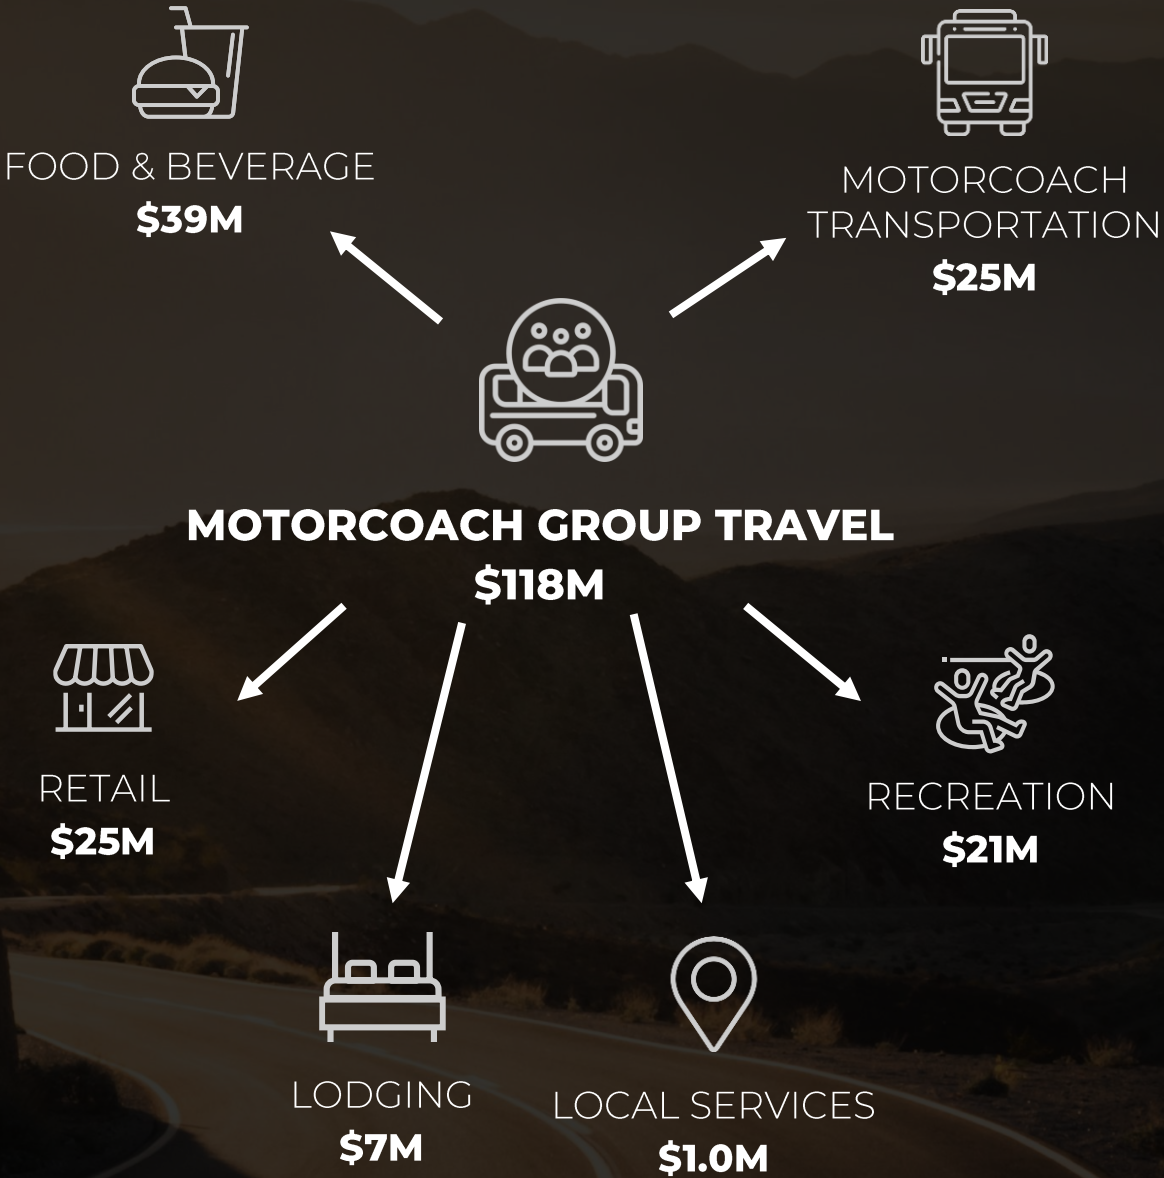 FOOD & BEVERAGE
$39M
MOTORCOACH
TRANSPORTATION
$25M
MOTORCOACH GROUP TRAVEL
$118M
RETAIL
$25M
RECREATION
$21M
LODGING
$7M
LOCAL SERVICES
$1.0M